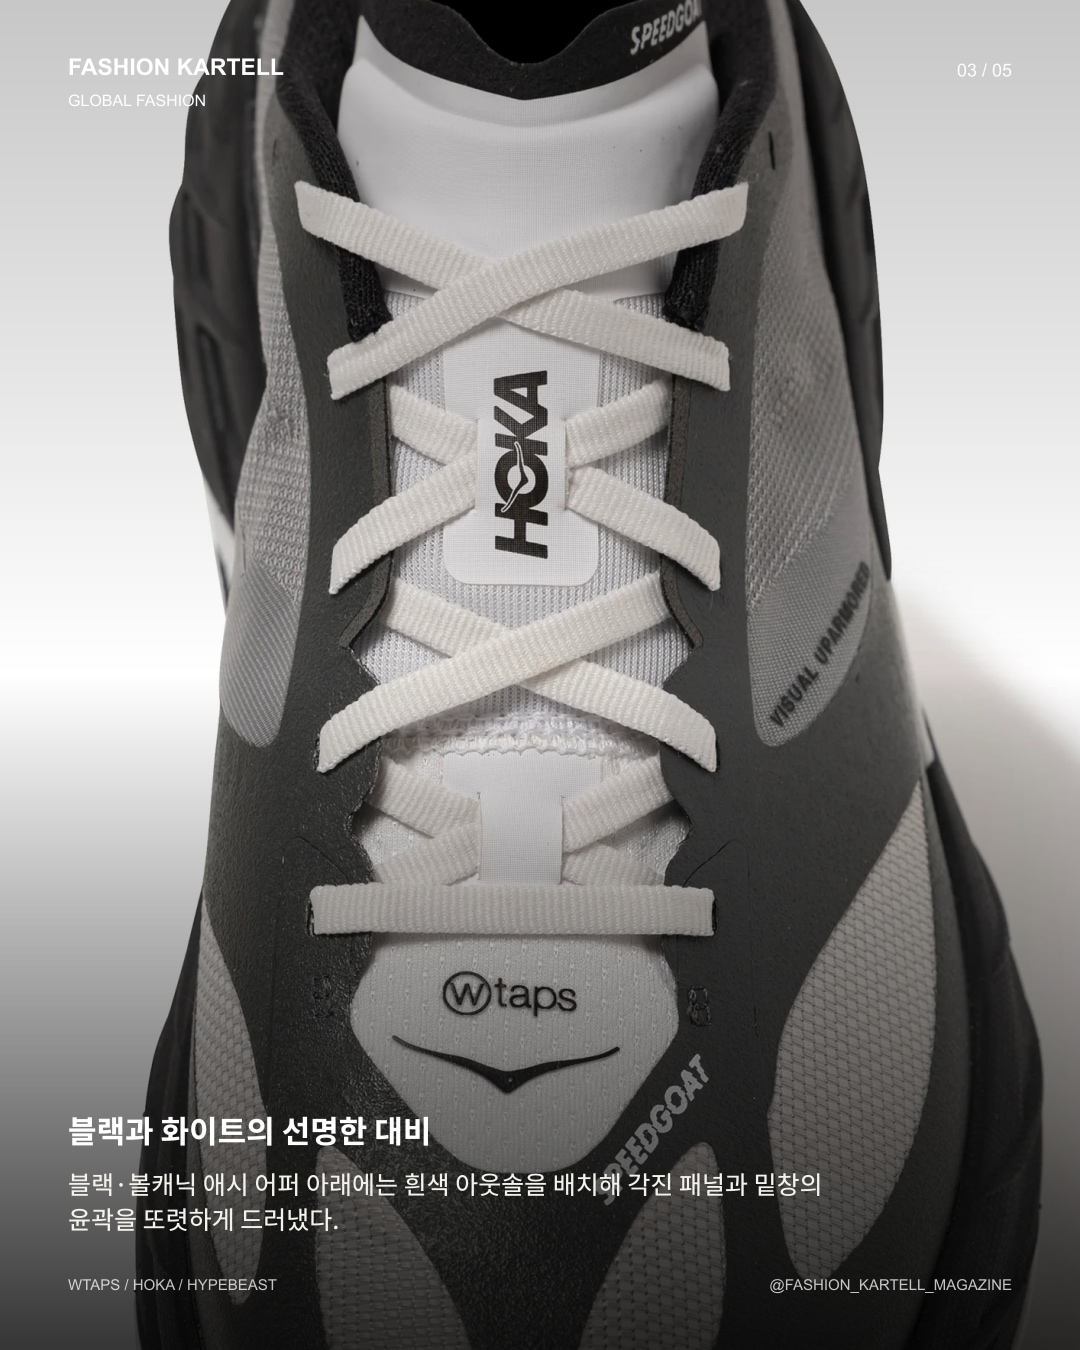 SPEEDGOAT
FASHION KARTELL
03 / 05
GLOBAL FASHION
HOKA
VISUAL UPARMORED
wtaps
SPEEDGOAT
블랙과 화이트의 선명한 대비
블랙·볼캐닉 애시 어퍼 아래에는 흰색 아웃솔을 배치해 각진 패널과 밑창의
윤곽을 또렷하게 드러냈다.
WTAPS / HOKA / HYPEBEAST
@FASHION_KARTELL_MAGAZINE